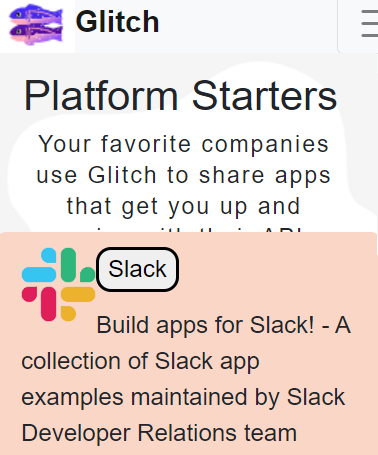 Glitch
Platform Starters
Your favorite companies
use Glitch to share apps
that get you up and
Slack
Build apps for Slack! - A
collection of Slack app
examples maintained by Slack
Developer Relations team